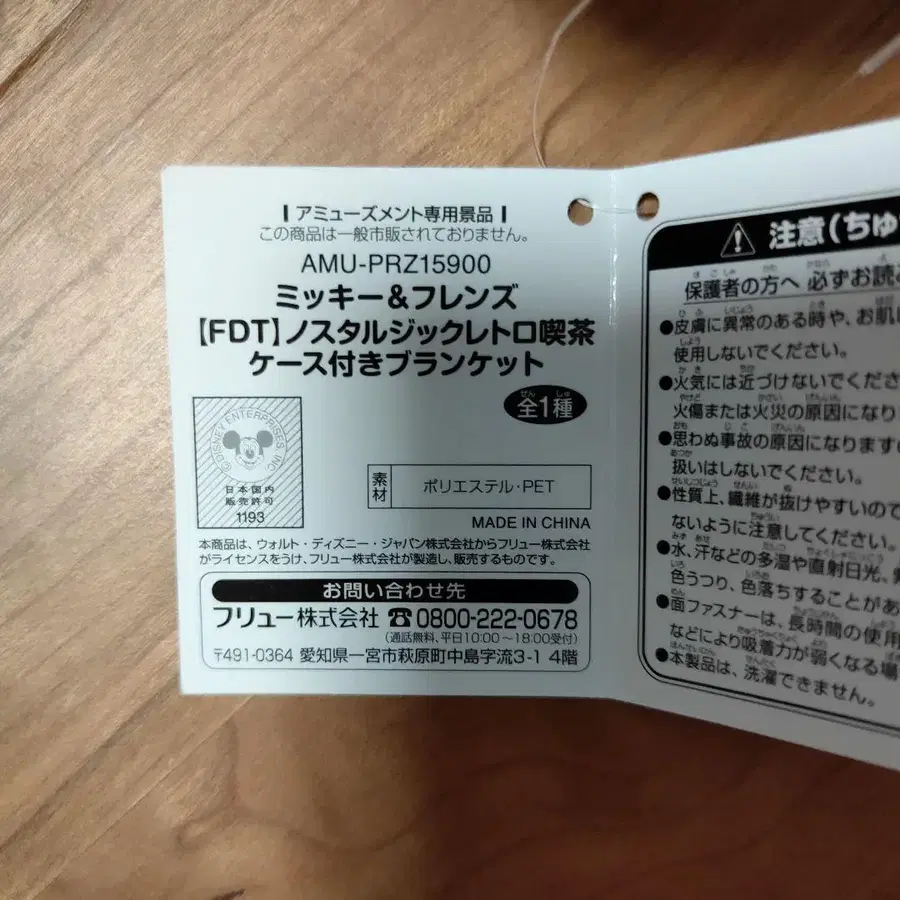 アミューズメント専用景品
この商品は一般市販されておりません。
AMU-PRZ15900
ミッキー＆フレンズ
【FDT】ノスタルジックレトロ喫茶
ケース付きブランケット
全1種
ぜん しゅ
© DISNEY ENTERPRISES, INC
日本国内
販売許可
1193
素材
ポリエステル・PET
MADE IN CHINA
本商品は、ウォルト・ディズニー・ジャパン株式会社からフリュー株式会社
がライセンスをうけ、フリュー株式会社が製造し、販売するものです。
お問い合わせ先
フリュー株式会社 ☎0800-222-0678
(通話無料、平日10:00～18:00受付)
〒491-0364 愛知県一宮市萩原町中島字流3-1 4階
注意(ちゅ
保護者の方へ 必ずお読
●皮膚に異常のある時や、お肌
使用しないでください。
●火気には近づけないでくださ
火傷または火災の原因になり
●思わぬ事故の原因になります
扱いはしないでください。
●性質上、繊維が抜けやすいので
ないように注意してください。
●水、汗などの多湿や直射日光、
色うつり、色落ちすることがあ
●面ファスナーは、長時間の使用
などにより吸着力が弱くなる場
●本製品は、洗濯できません。